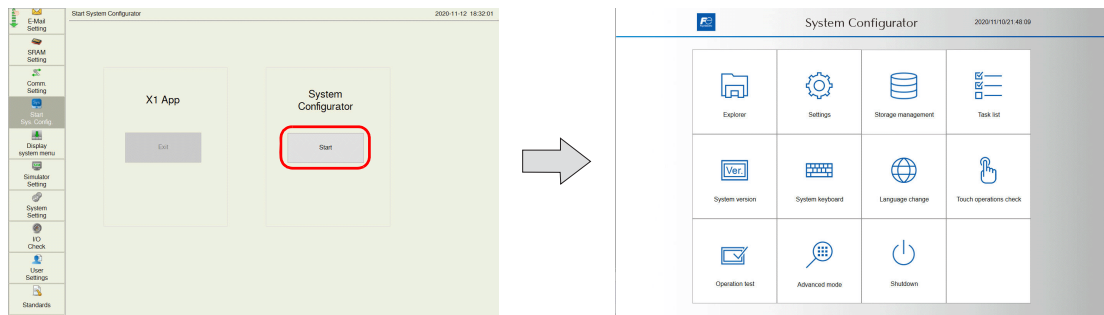 E-Mail
Setting
SRAM
Setting
Comm.
Setting
Start
Sys. Config.
Display
system menu
Simulator
Setting
System
Setting
I/O
Check
User
Settings
Standards
Start System Configurator
2020-11-12 18:32:01
X1 App
Exit
System
Configurator
Start
System Configurator
2020/11/10/21:48:09
Explorer
Settings
Storage management
Task list
Ver.
System version
System keyboard
Language change
Touch operations check
Operation test
Advanced mode
Shutdown